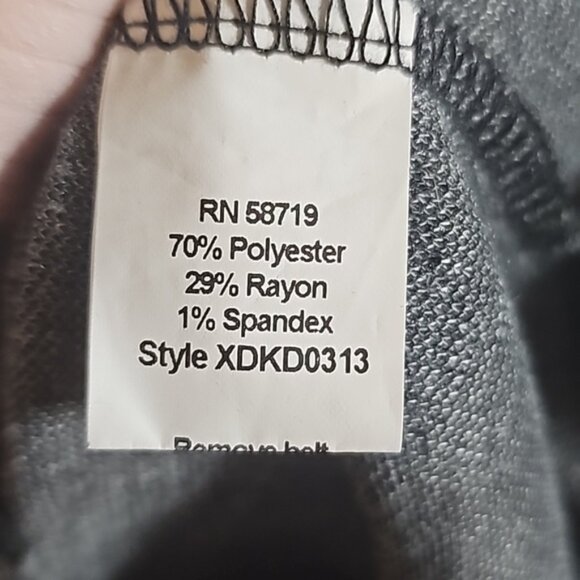 RN 58719
70% Polyester
29% Rayon
1% Spandex
Style XDKD0313
Remove belt